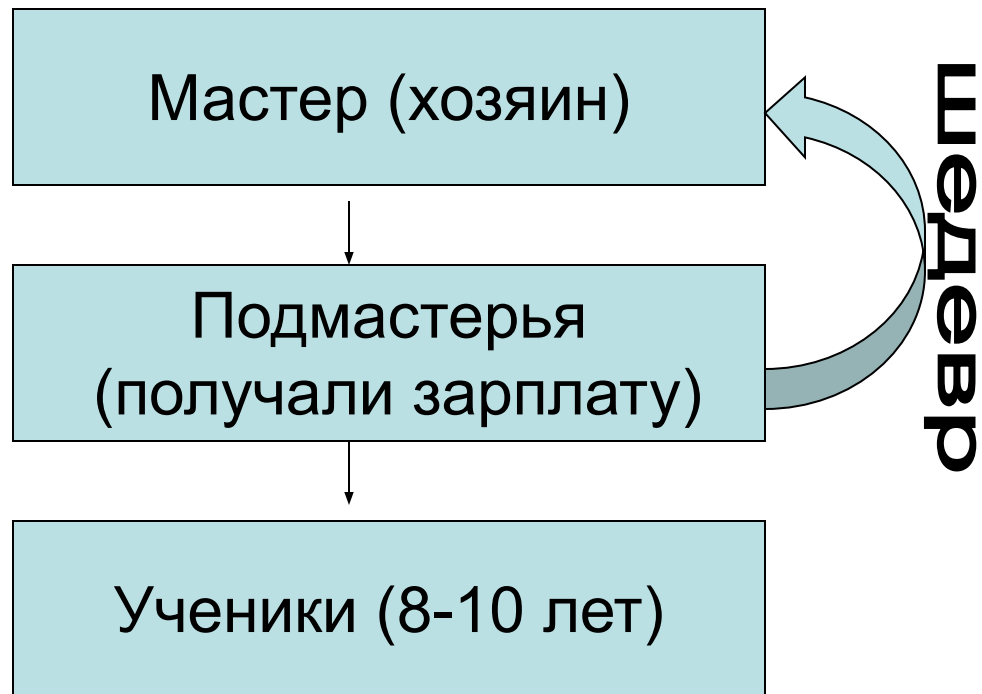 Мастер (хозяин)
Подмастерья
(получали зарплату)
Ученики (8-10 лет)
шедевр